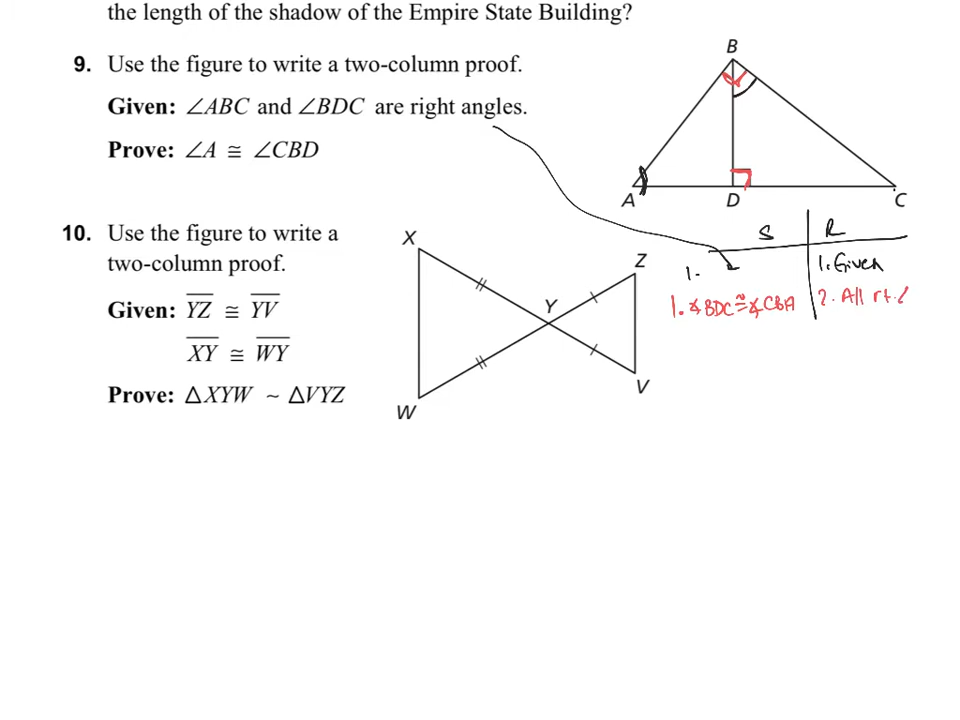 the length of the shadow of the Empire State Building?
9. Use the figure to write a two-column proof.
Given: ∠ABC and ∠BDC are right angles.
Prove: ∠A ≅ ∠CBD
B
A
D
C
S R
1. 1. Given
1. ∡BDC ≅ ∡CBA 2. All rt. ∠
10. Use the figure to write a
two-column proof.
Given: YZ ≅ YV
XY ≅ WY
Prove: △XYW ~ △VYZ
X
Z
Y
V
W